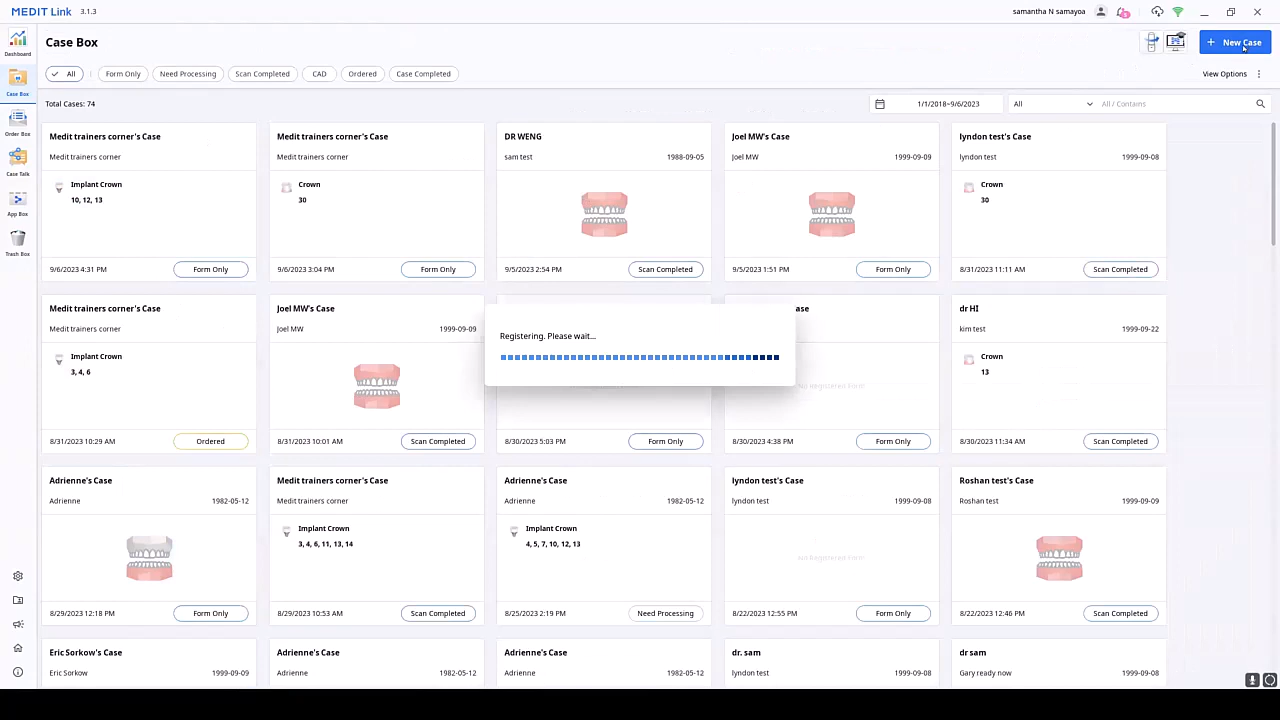 MEDIT Link 3.1.3
samantha N samayoa
Dashboard
Case Box
Order Box
Case Talk
App Box
Trash Box
Case Box
+ New Case
All
Form Only
Need Processing
Scan Completed
CAD
Ordered
Case Completed
View Options
Total Cases: 74
1/1/2018~9/6/2023
All
All / Contains
Medit trainers corner's Case
Medit trainers corner
Implant Crown
10, 12, 13
9/6/2023 4:31 PM
Form Only
Medit trainers corner's Case
Medit trainers corner
Crown
30
9/6/2023 3:04 PM
Form Only
DR WENG
sam test
1988-09-05
9/5/2023 2:54 PM
Scan Completed
Joel MW's Case
Joel MW
1999-09-09
9/5/2023 1:51 PM
Form Only
lyndon test's Case
lyndon test
1999-09-08
Crown
30
8/31/2023 11:11 AM
Scan Completed
Medit trainers corner's Case
Medit trainers corner
Implant Crown
3, 4, 6
8/31/2023 10:29 AM
Ordered
Joel MW's Case
Joel MW
1999-09-09
8/31/2023 10:01 AM
Scan Completed
Registering. Please wait...
8/30/2023 5:03 PM
Form Only
ase
No Registered Form
8/30/2023 4:38 PM
Form Only
dr HI
kim test
1999-09-22
Crown
13
8/30/2023 11:34 AM
Scan Completed
Adrienne's Case
Adrienne
1982-05-12
8/29/2023 12:18 PM
Form Only
Medit trainers corner's Case
Medit trainers corner
Implant Crown
3, 4, 6, 11, 13, 14
8/29/2023 10:53 AM
Scan Completed
Adrienne's Case
Adrienne
1982-05-12
Implant Crown
4, 5, 7, 10, 12, 13
8/25/2023 2:19 PM
Need Processing
lyndon test's Case
lyndon test
1999-09-08
No Registered Form
8/22/2023 12:55 PM
Form Only
Roshan test's Case
Roshan test
1999-09-09
8/22/2023 12:46 PM
Scan Completed
Eric Sorkow's Case
Eric Sorkow
1999-09-09
Adrienne's Case
Adrienne
1982-05-12
Adrienne's Case
Adrienne
1982-05-12
dr. sam
lyndon test
1999-09-08
dr sam
Gary ready now
1999-09-08